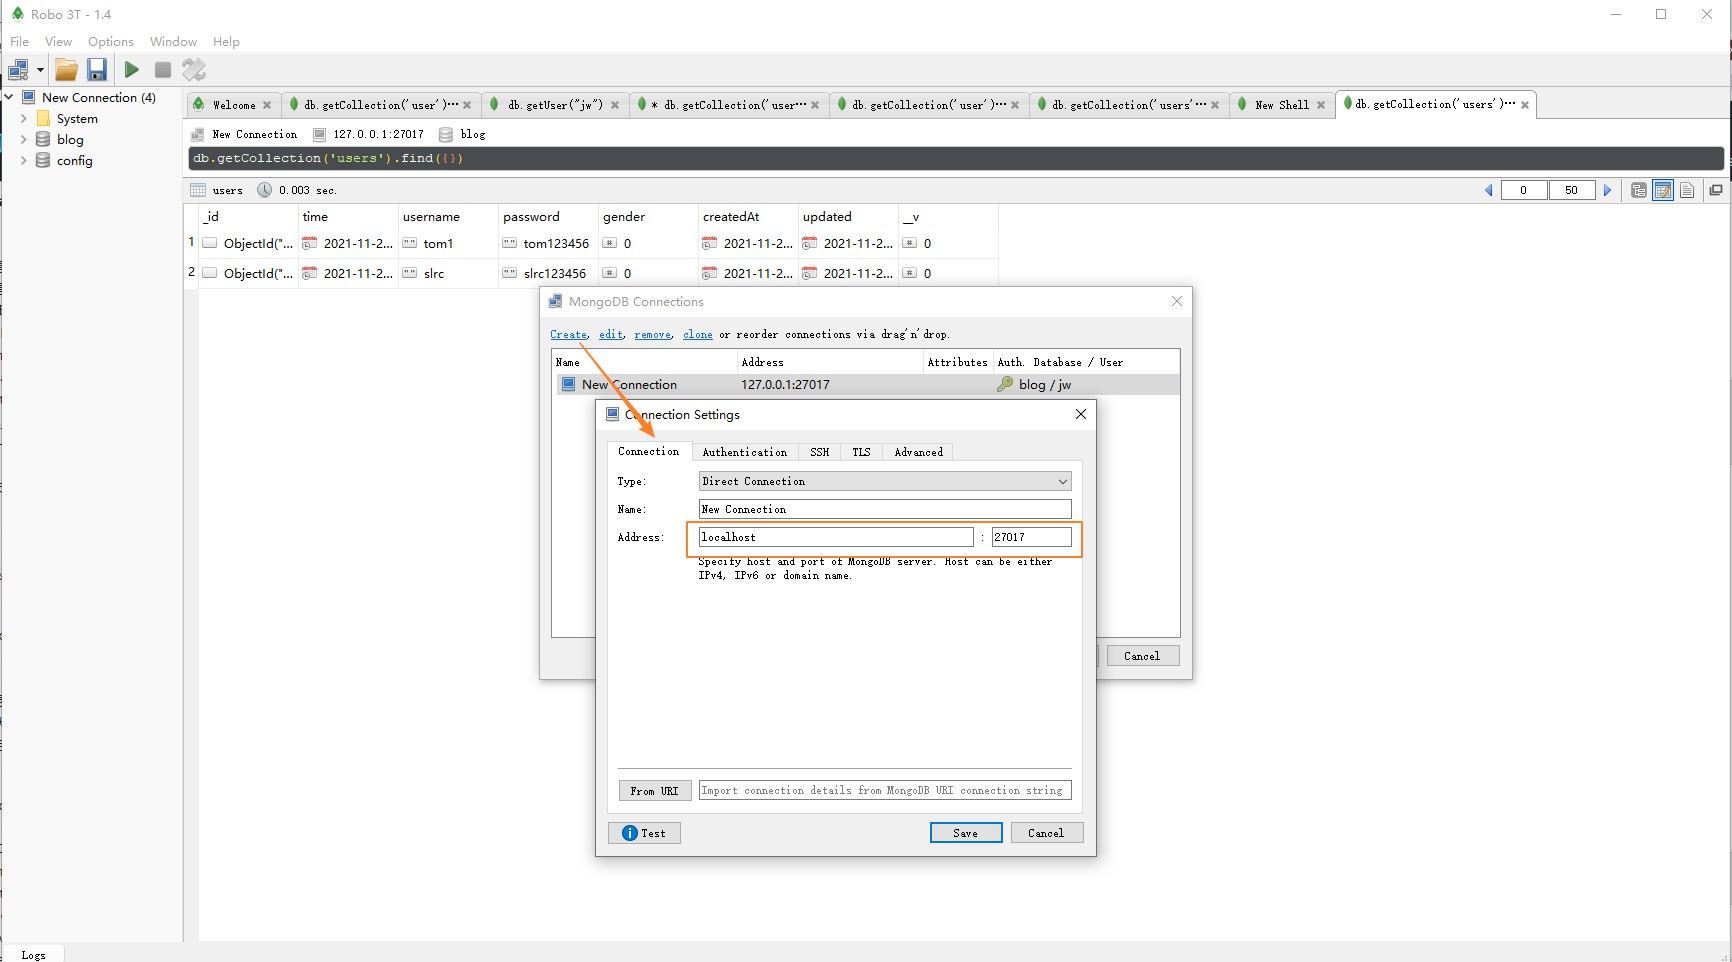 Robo 3T - 1.4
File View Options Window Help
New Connection (4)
System
blog
config
Welcome db.getCollection('user')··· db.getUser("jw") * db.getCollection('user··· db.getCollection('user')··· db.getCollection('users'··· New Shell db.getCollection('users')···
New Connection 127.0.0.1:27017 blog
db.getCollection('users').find({})
users 0.003 sec. 0 50
_id time username password gender createdAt updated __v
1 ObjectId("... 2021-11-2... tom1 tom123456 0 2021-11-2... 2021-11-2... 0
2 ObjectId("... 2021-11-2... slrc slrc123456 0 2021-11-2... 2021-11-2... 0
MongoDB Connections
Create, edit, remove, clone or reorder connections via drag'n'drop.
Name Address Attributes Auth. Database / User
New Connection 127.0.0.1:27017 blog / jw
Connection Settings
Connection Authentication SSH TLS Advanced
Type: Direct Connection
Name: New Connection
Address: localhost : 27017
Specify host and port of MongoDB server. Host can be either
IPv4, IPv6 or domain name.
Cancel
From URI Import connection details from MongoDB URI connection string
Test Save Cancel
Logs